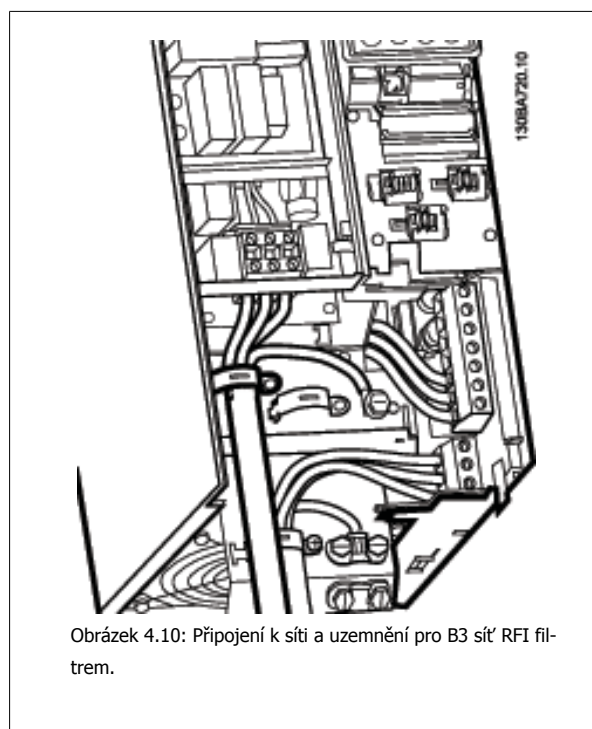 130BA720.10
Obrázek 4.10: Připojení k síti a uzemnění pro B3 síť RFI fil-
trem.